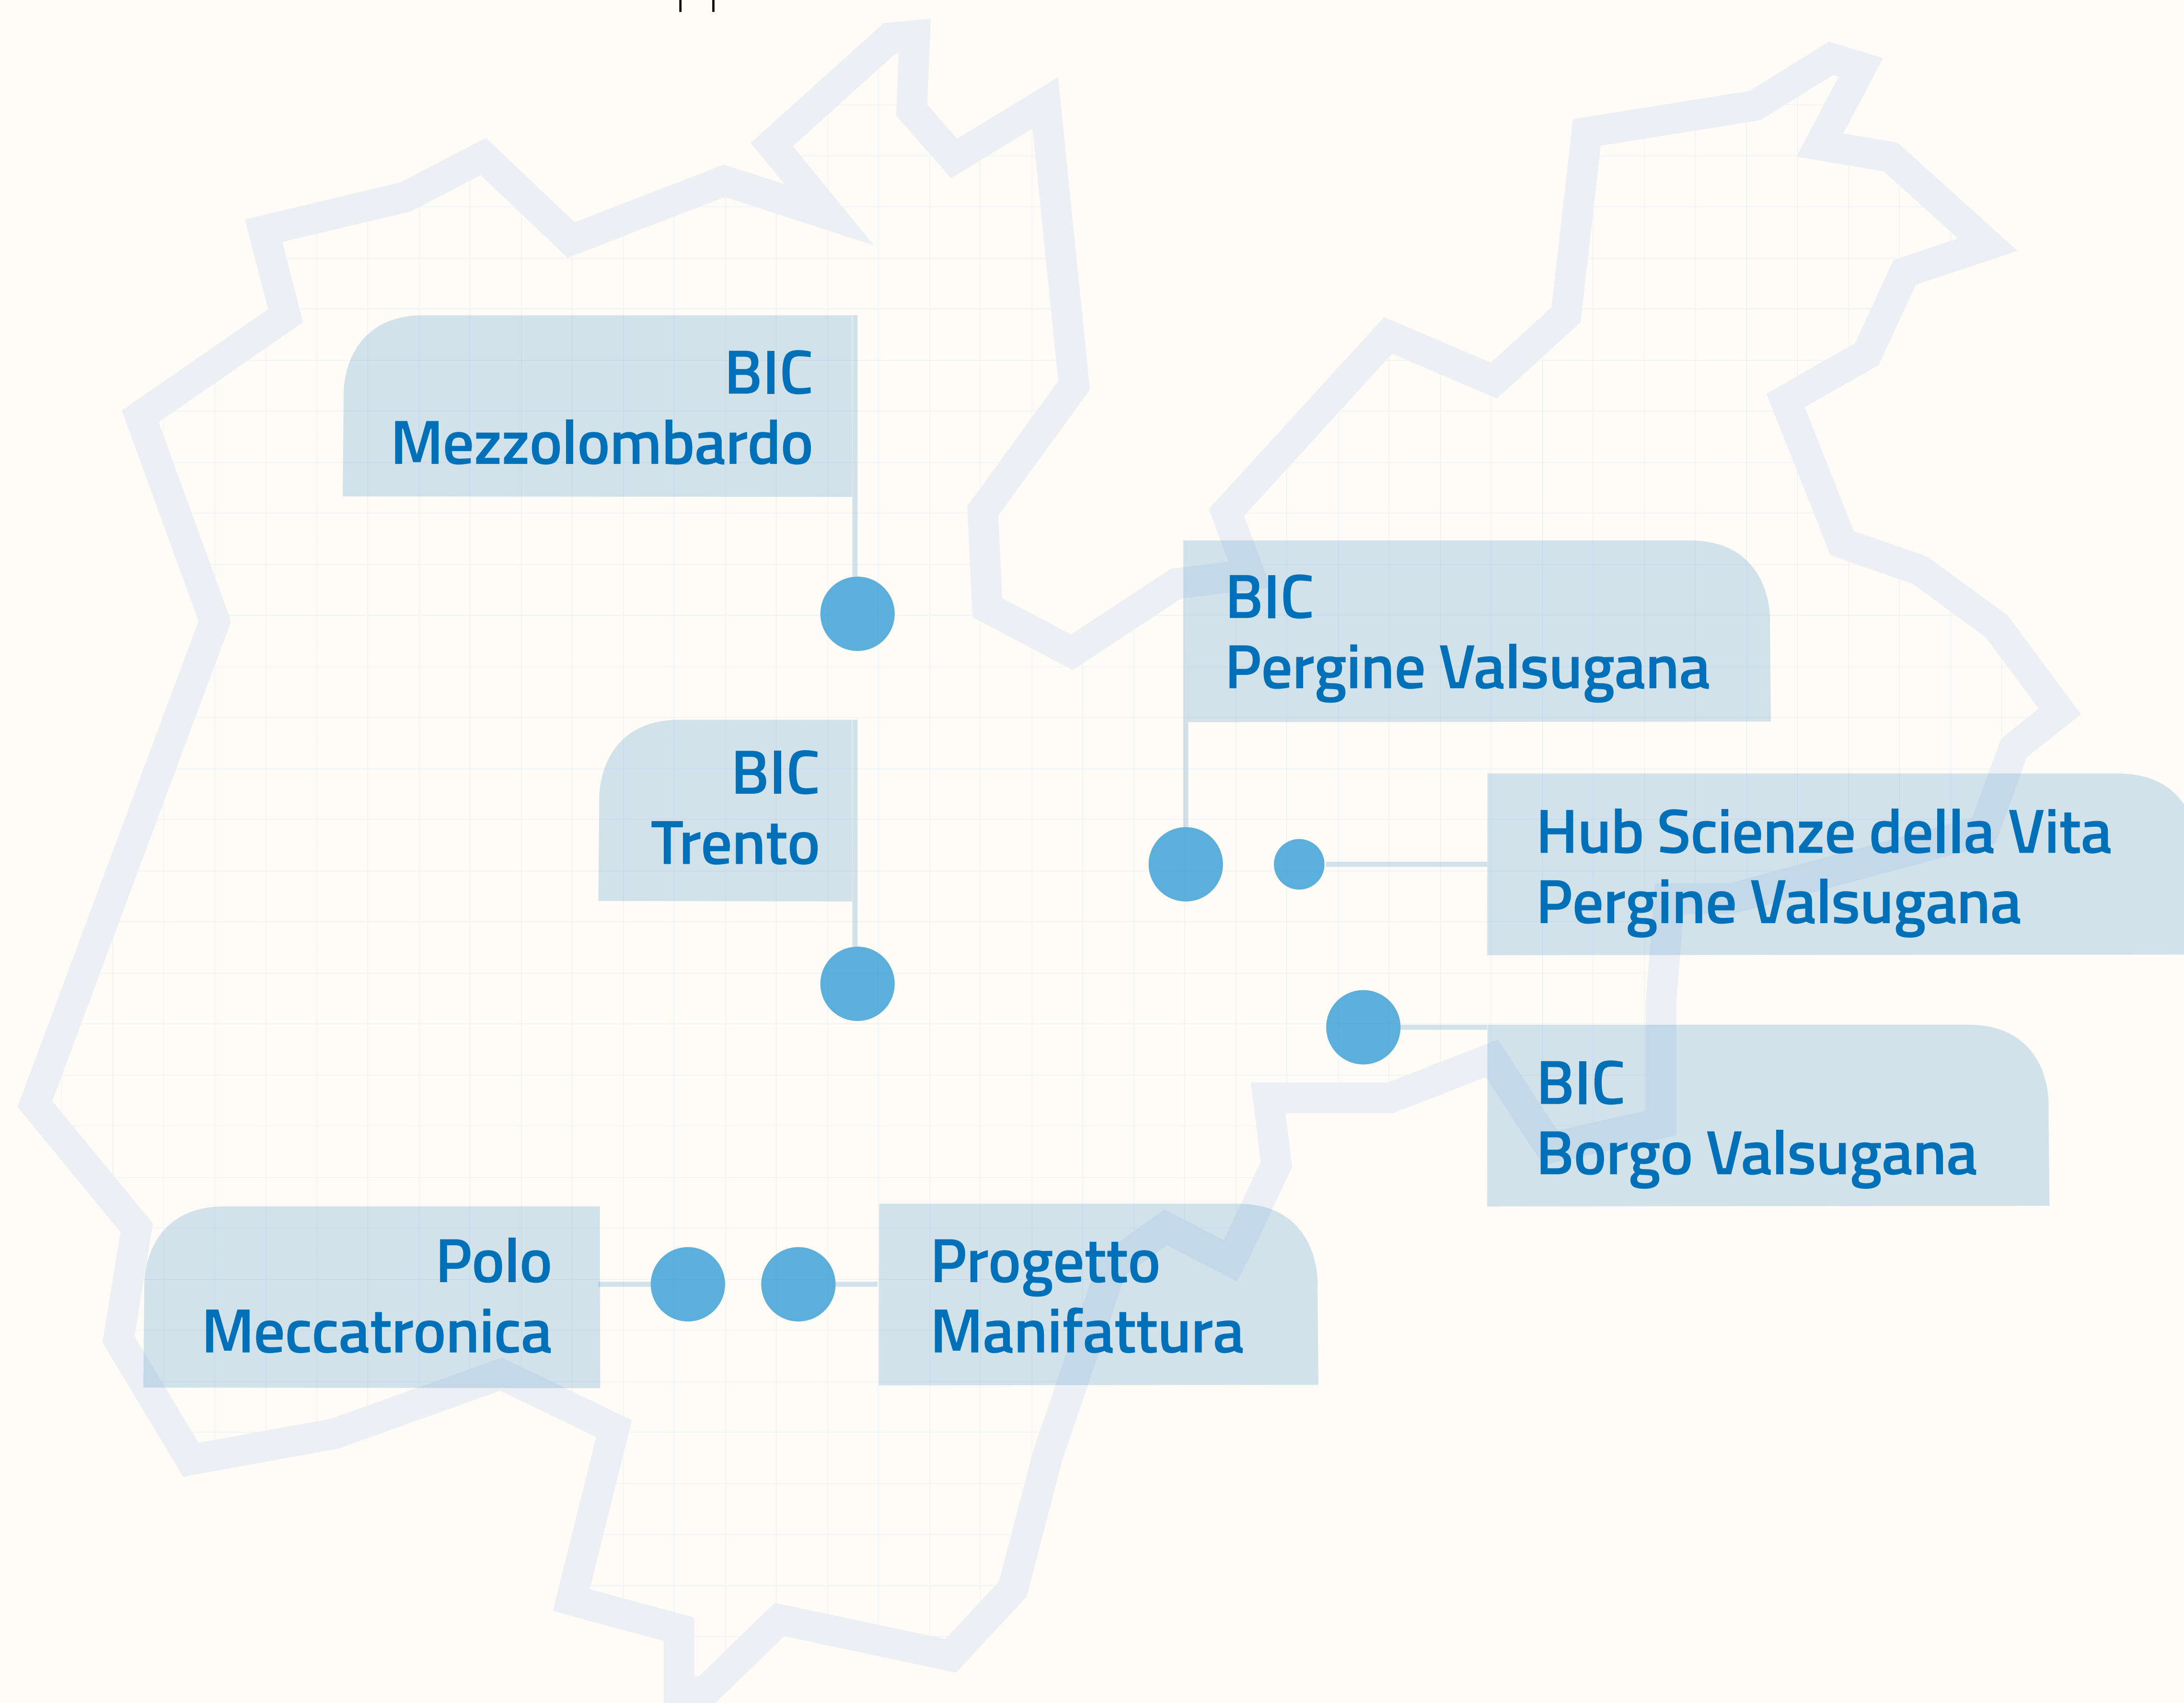 BIC
Mezzolombardo
BIC
Pergine Valsugana
BIC
Trento
Hub Scienze della Vita
Pergine Valsugana
BIC
Borgo Valsugana
Polo
Meccatronica
Progetto
Manifattura